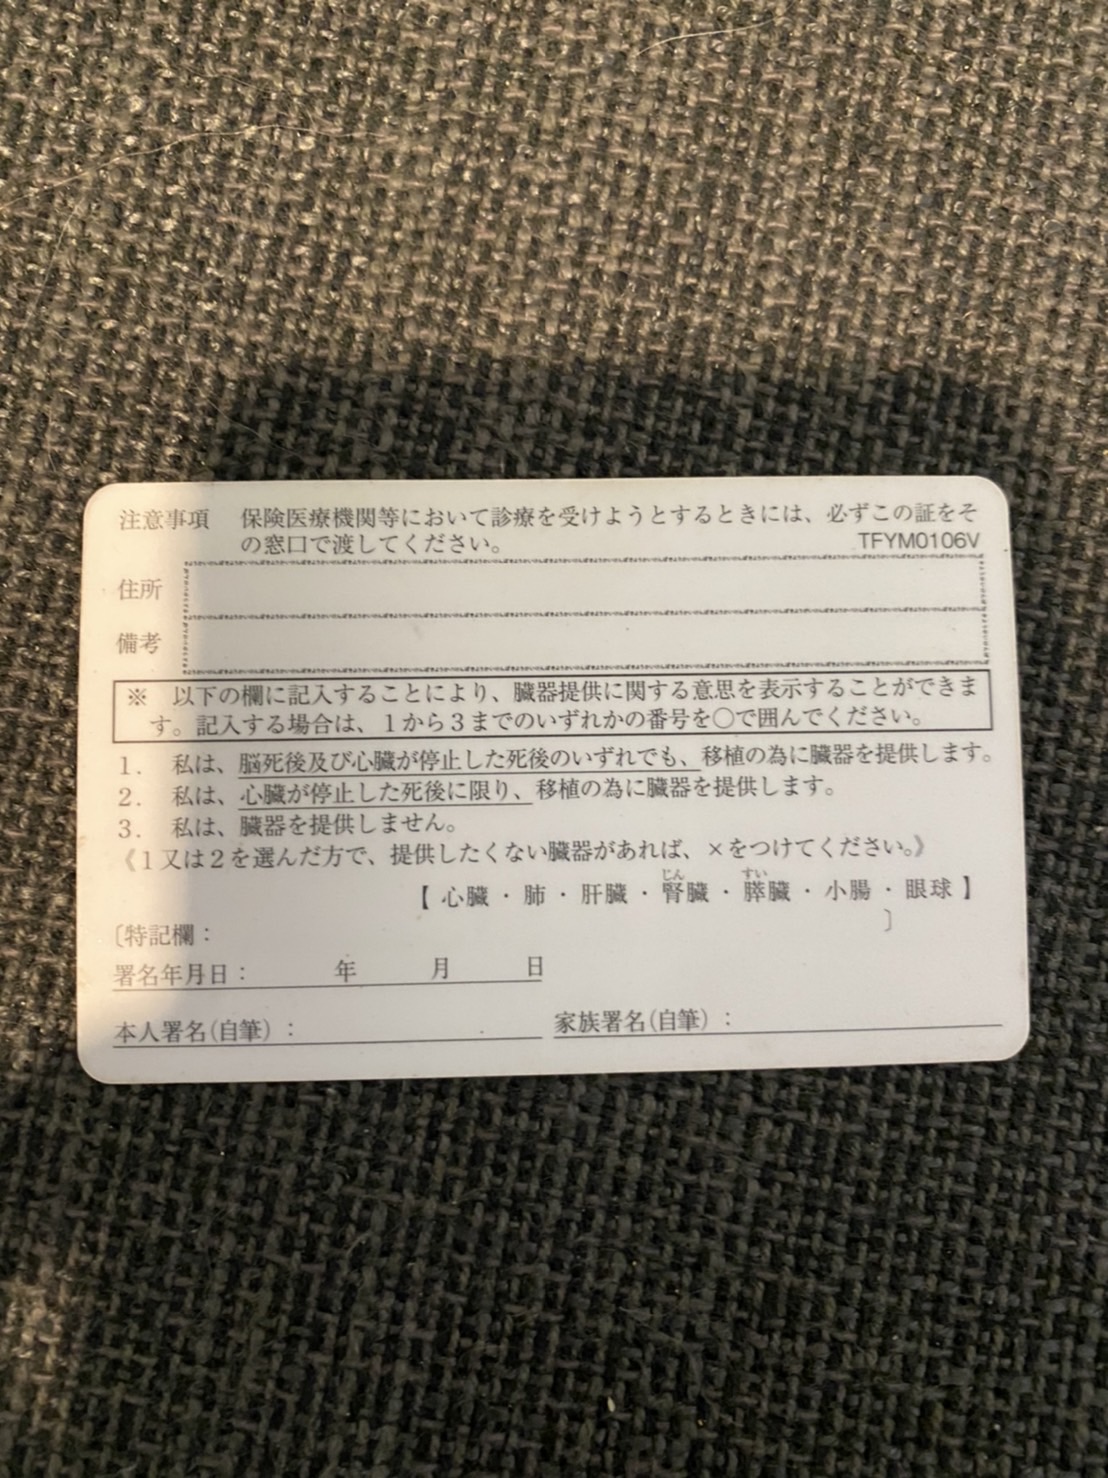 注意事項 保険医療機関等において診療を受けようとするときには、必ずこの証をそ
の窓口で渡してください。 TFYM0106V
住所
備考
※ 以下の欄に記入することにより、臓器提供に関する意思を表示することができま
す。記入する場合は、1から3までのいずれかの番号を〇で囲んでください。
1. 私は、脳死後及び心臓が停止した死後のいずれでも、移植の為に臓器を提供します。
2. 私は、心臓が停止した死後に限り、移植の為に臓器を提供します。
3. 私は、臓器を提供しません。
《1又は2を選んだ方で、提供したくない臓器があれば、×をつけてください。》
じん すい
【 心臓・肺・肝臓・腎臓・膵臓・小腸・眼球 】
〔特記欄: 〕
署名年月日: 年 月 日
本人署名(自筆): 家族署名(自筆):